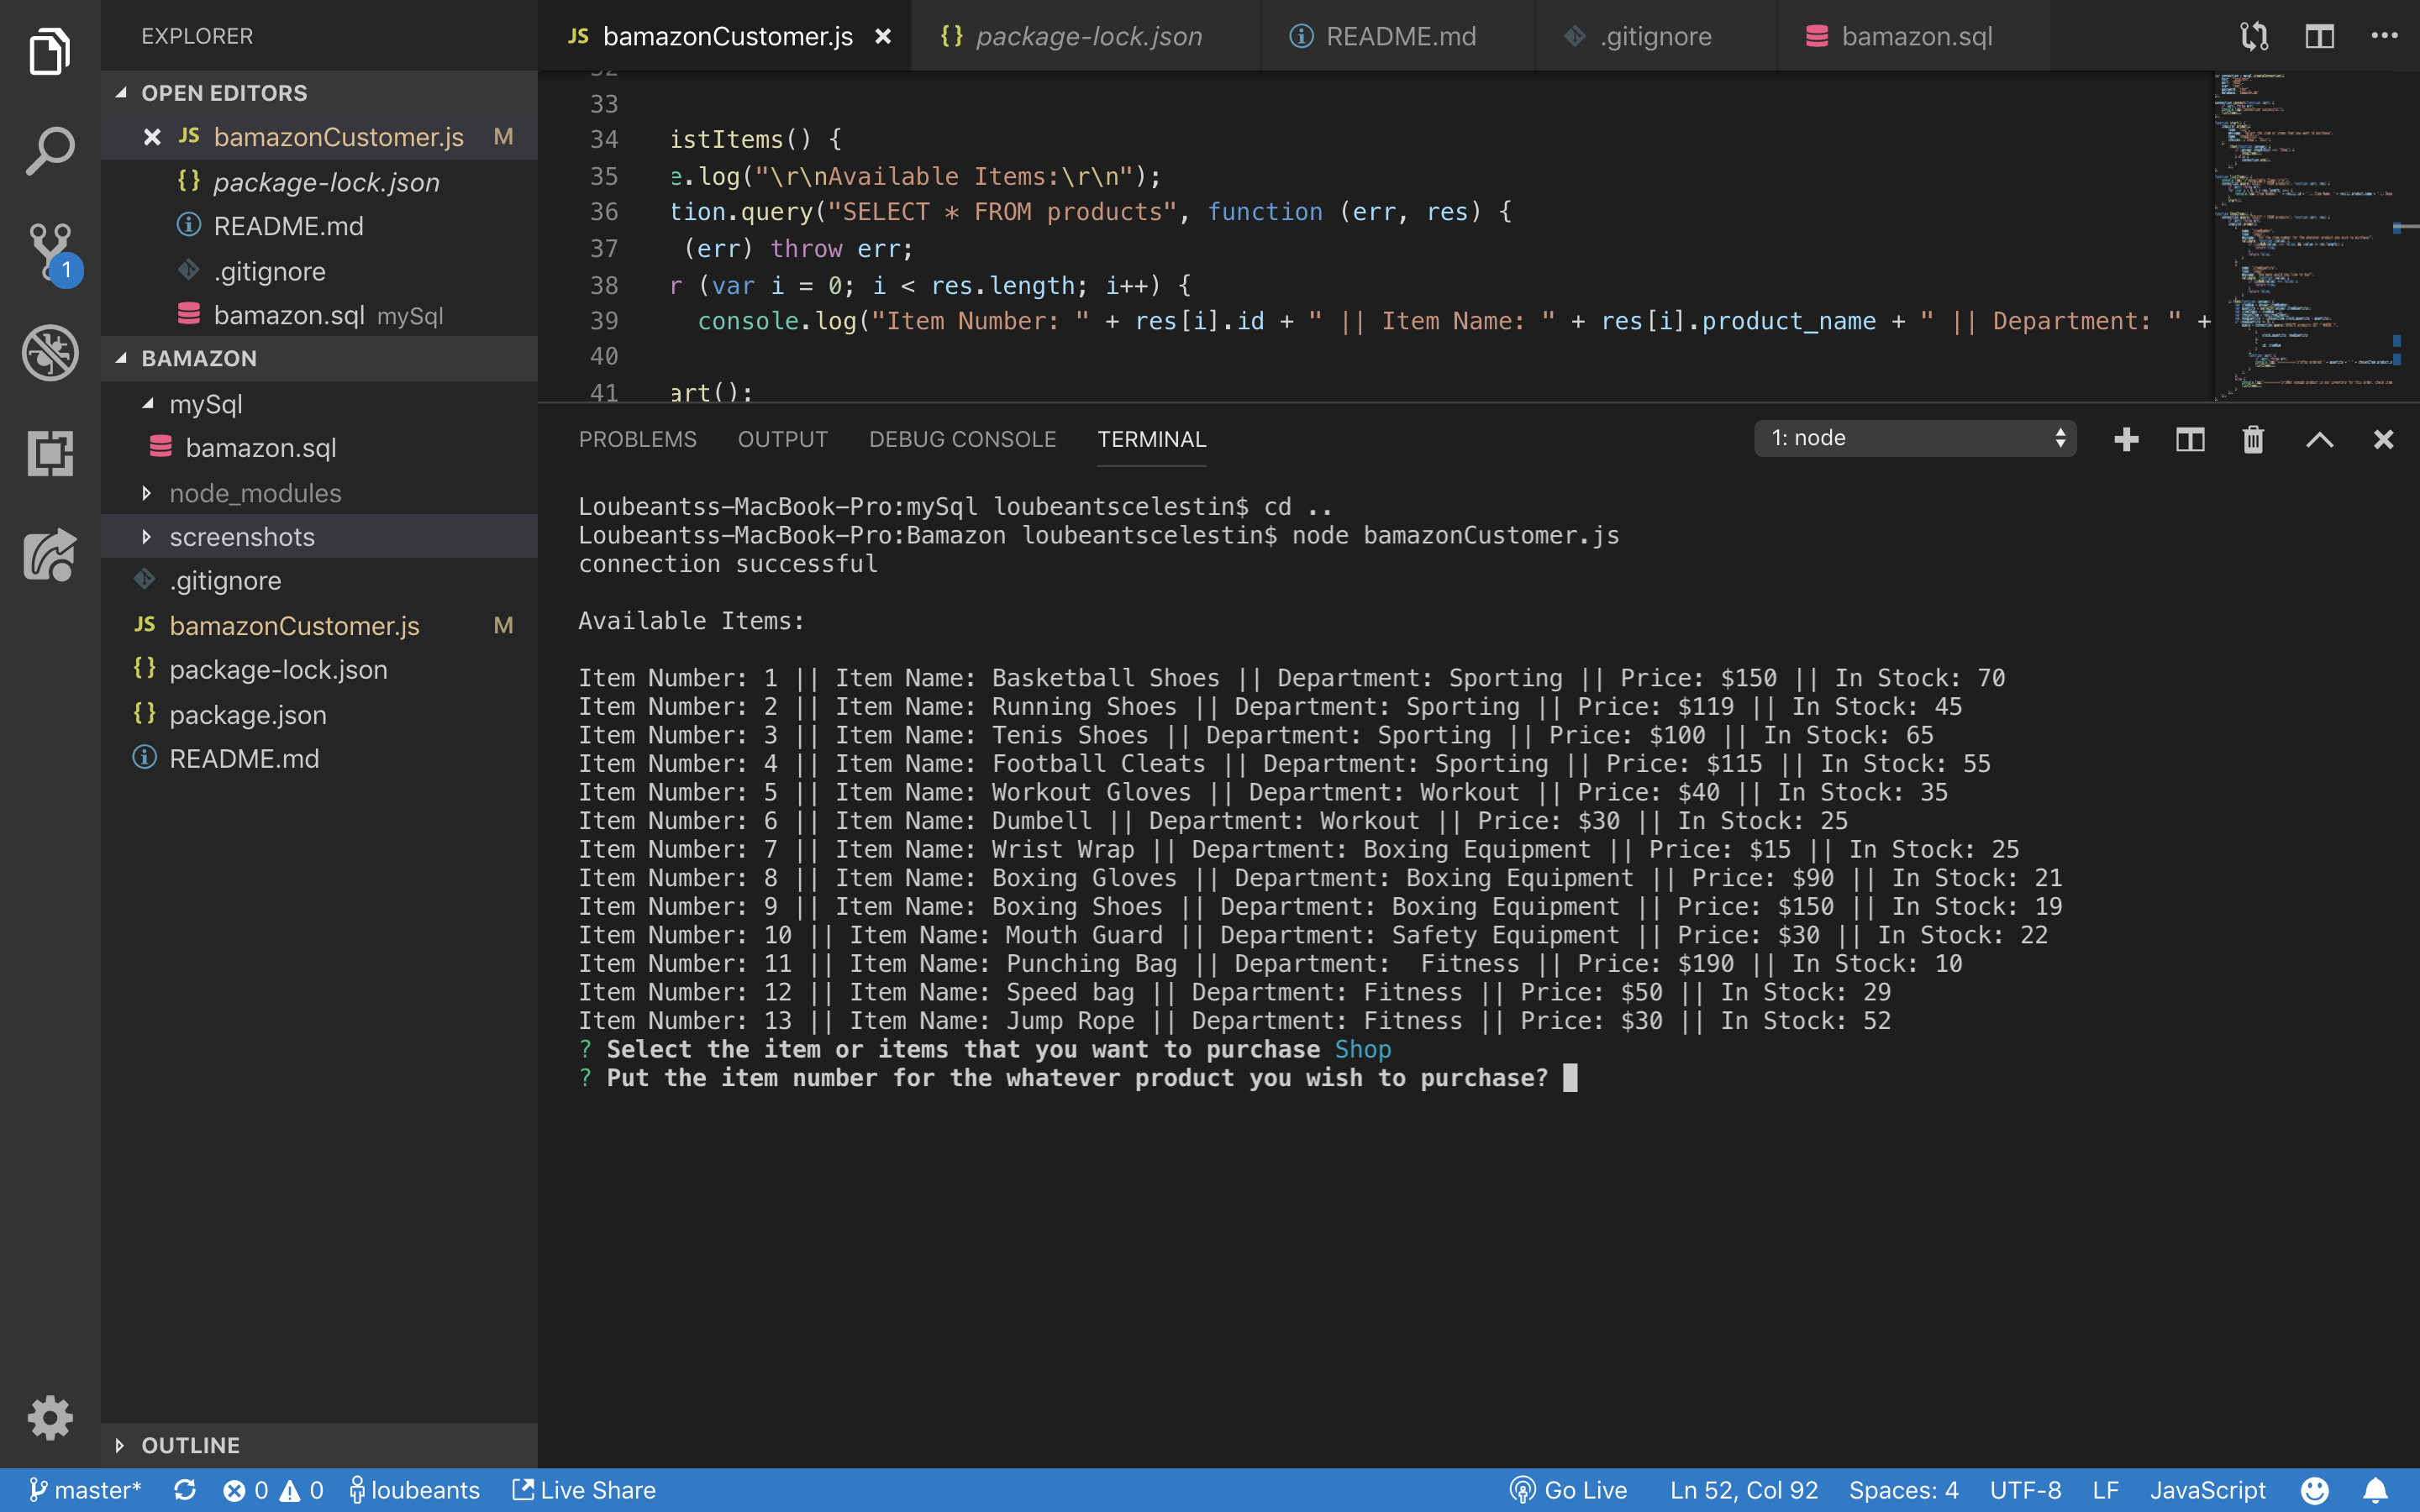 EXPLORER
OPEN EDITORS
JS bamazonCustomer.js M
{} package-lock.json
README.md
.gitignore
bamazon.sql mySql
1
BAMAZON
mySql
bamazon.sql
node_modules
screenshots
.gitignore
JS bamazonCustomer.js M
{} package-lock.json
{} package.json
README.md
OUTLINE
JS bamazonCustomer.js {} package-lock.json README.md .gitignore bamazon.sql
32
33
34 istItems() {
35 e.log("\r\nAvailable Items:\r\n");
36 tion.query("SELECT * FROM products", function (err, res) {
37 (err) throw err;
38 r (var i = 0; i < res.length; i++) {
39 console.log("Item Number: " + res[i].id + " || Item Name: " + res[i].product_name + " || Department: " +
40
41 art();
PROBLEMS OUTPUT DEBUG CONSOLE TERMINAL 1: node
Loubeantss-MacBook-Pro:mySql loubeantscelestin$ cd ..
Loubeantss-MacBook-Pro:Bamazon loubeantscelestin$ node bamazonCustomer.js
connection successful
Available Items:
Item Number: 1 || Item Name: Basketball Shoes || Department: Sporting || Price: $150 || In Stock: 70
Item Number: 2 || Item Name: Running Shoes || Department: Sporting || Price: $119 || In Stock: 45
Item Number: 3 || Item Name: Tenis Shoes || Department: Sporting || Price: $100 || In Stock: 65
Item Number: 4 || Item Name: Football Cleats || Department: Sporting || Price: $115 || In Stock: 55
Item Number: 5 || Item Name: Workout Gloves || Department: Workout || Price: $40 || In Stock: 35
Item Number: 6 || Item Name: Dumbell || Department: Workout || Price: $30 || In Stock: 25
Item Number: 7 || Item Name: Wrist Wrap || Department: Boxing Equipment || Price: $15 || In Stock: 25
Item Number: 8 || Item Name: Boxing Gloves || Department: Boxing Equipment || Price: $90 || In Stock: 21
Item Number: 9 || Item Name: Boxing Shoes || Department: Boxing Equipment || Price: $150 || In Stock: 19
Item Number: 10 || Item Name: Mouth Guard || Department: Safety Equipment || Price: $30 || In Stock: 22
Item Number: 11 || Item Name: Punching Bag || Department:  Fitness || Price: $190 || In Stock: 10
Item Number: 12 || Item Name: Speed bag || Department: Fitness || Price: $50 || In Stock: 29
Item Number: 13 || Item Name: Jump Rope || Department: Fitness || Price: $30 || In Stock: 52
? Select the item or items that you want to purchase Shop
? Put the item number for the whatever product you wish to purchase?
master* 0 0 loubeants Live Share Go Live Ln 52, Col 92 Spaces: 4 UTF-8 LF JavaScript